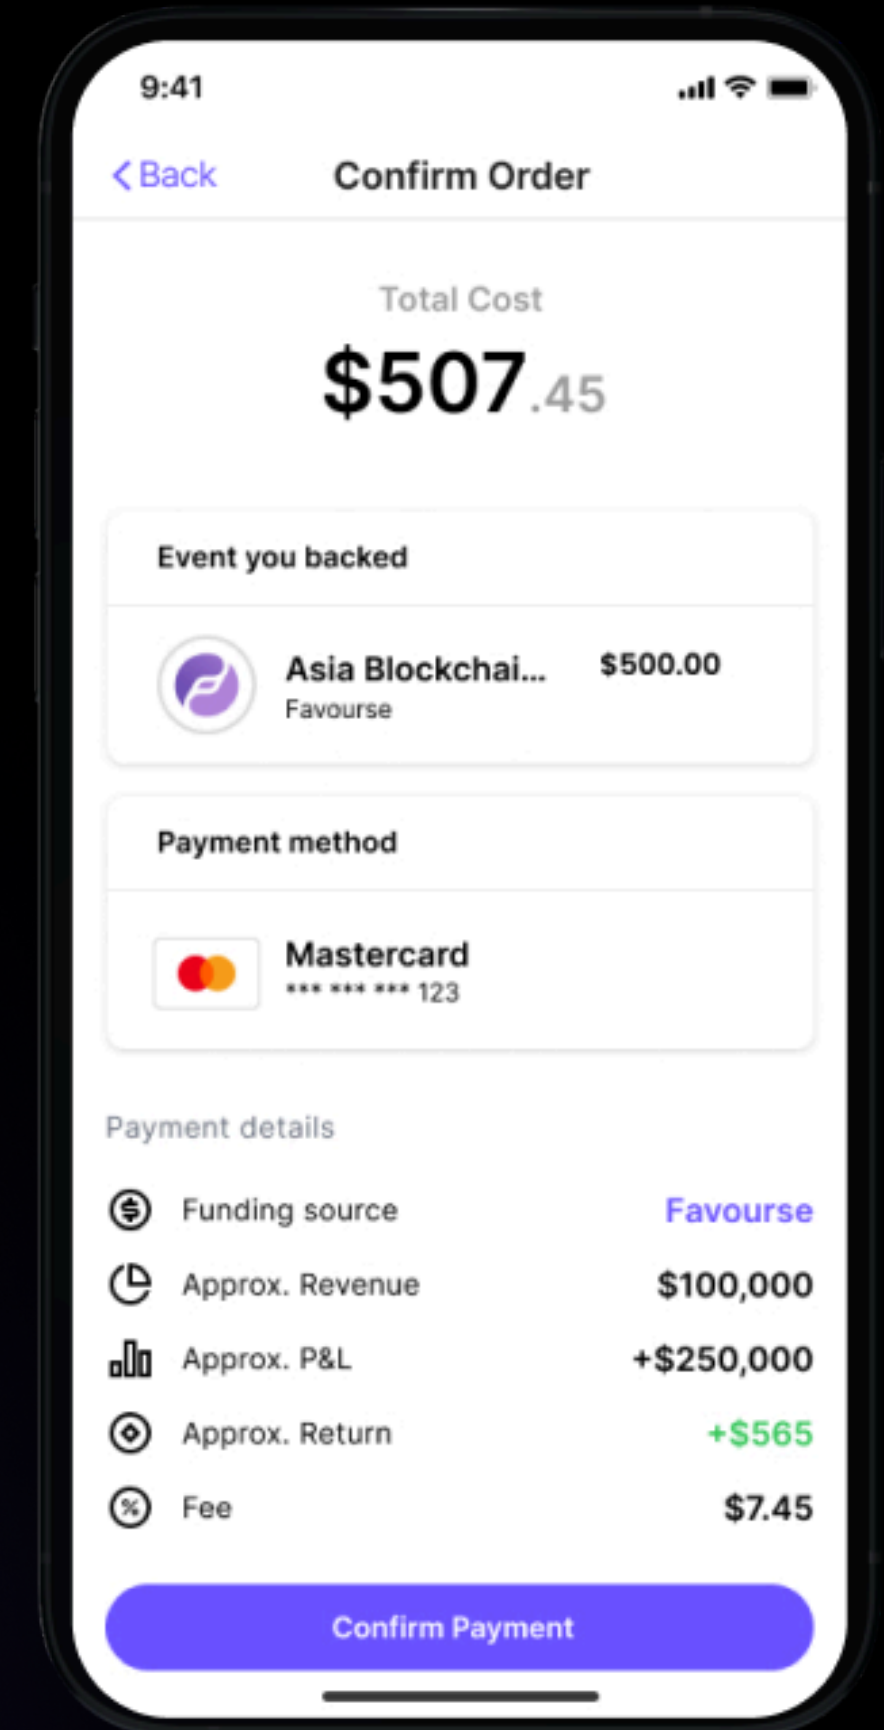 9:41
Back
Confirm Order
Total Cost
$507.45
Event you backed
Asia Blockchai... $500.00
Favourse
Payment method
Mastercard
*** *** *** 123
Payment details
Funding source Favourse
Approx. Revenue $100,000
Approx. P&L +$250,000
Approx. Return +$565
Fee $7.45
Confirm Payment